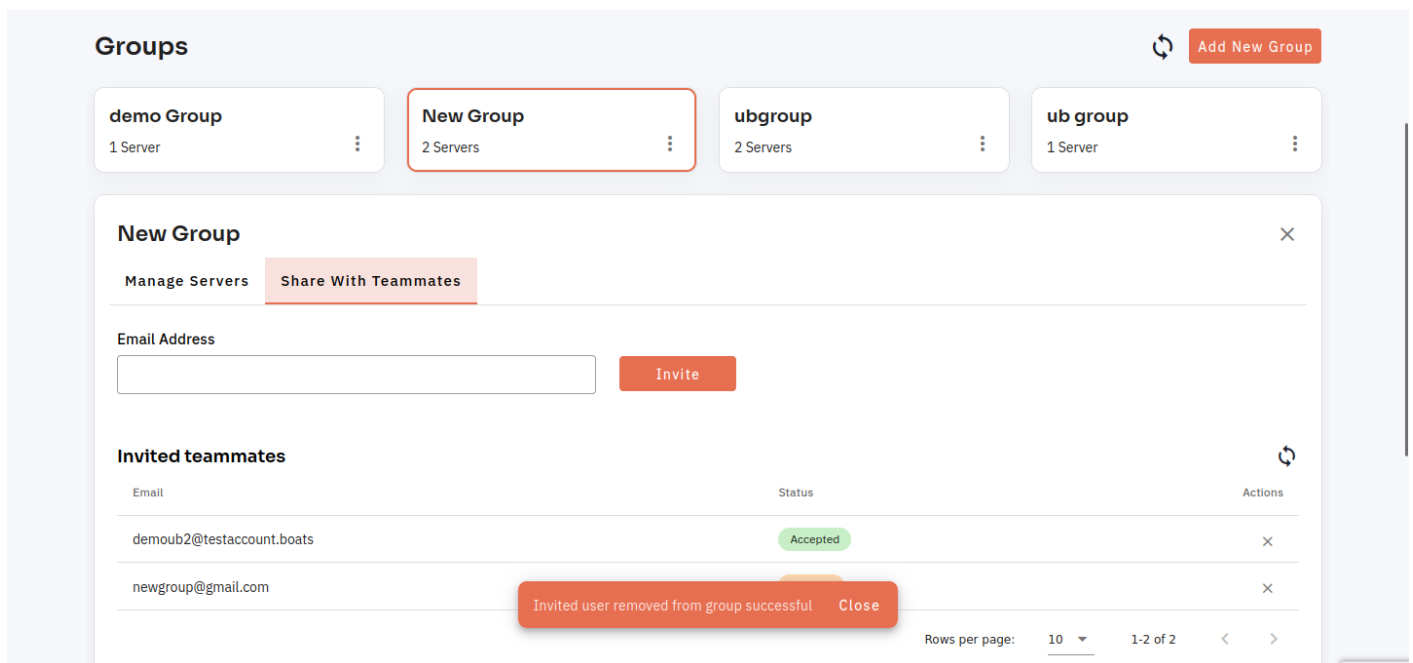 Groups
Add New Group
demo Group
1 Server
New Group
2 Servers
ubgroup
2 Servers
ub group
1 Server
New Group
Manage Servers
Share With Teammates
Email Address
Invite
Invited teammates
Email Status Actions
demoub2@testaccount.boats Accepted
newgroup@gmail.com
Invited user removed from group successful Close
Rows per page: 10 1-2 of 2